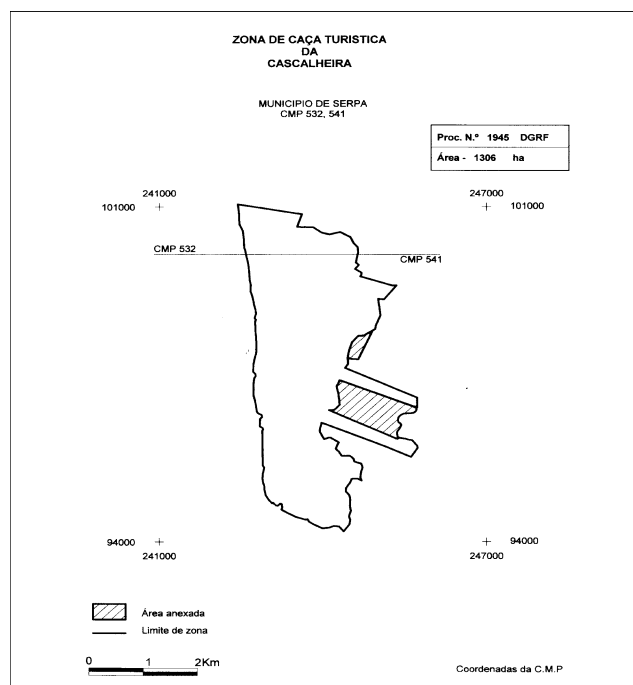 ZONA DE CAÇA TURISTICA
DA
CASCALHEIRA
MUNICIPIO DE SERPA
CMP 532, 541
Proc. N.º 1945 DGRF
Área - 1306 ha
241000
247000
101000
101000
CMP 532
CMP 541
94000
94000
241000
247000
Área anexada
Limite de zona
0 1 2Km
Coordenadas da C.M.P